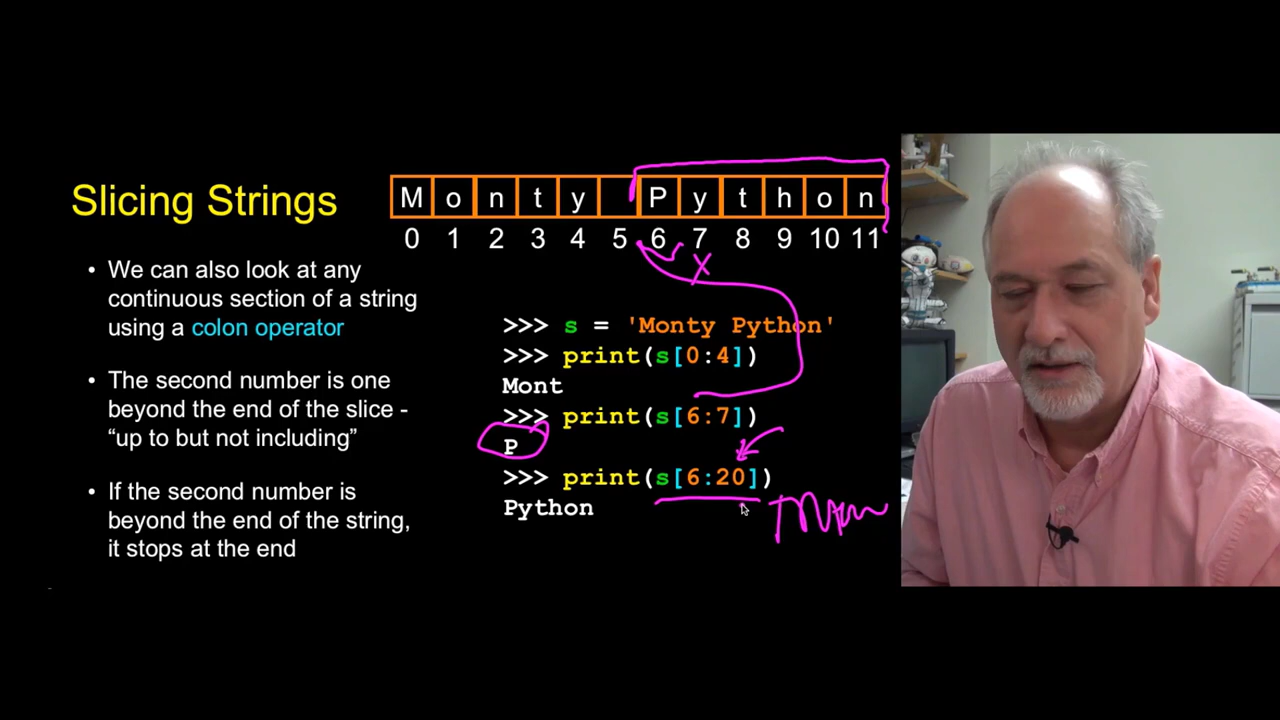 Slicing Strings
M o n t y P y t h o n
0 1 2 3 4 5 6 7 8 9 10 11
• We can also look at any
continuous section of a string
using a colon operator
• The second number is one
beyond the end of the slice -
“up to but not including”
• If the second number is
beyond the end of the string,
it stops at the end
>>> s = 'Monty Python'
>>> print(s[0:4])
Mont
>>> print(s[6:7])
P
>>> print(s[6:20])
Python
X